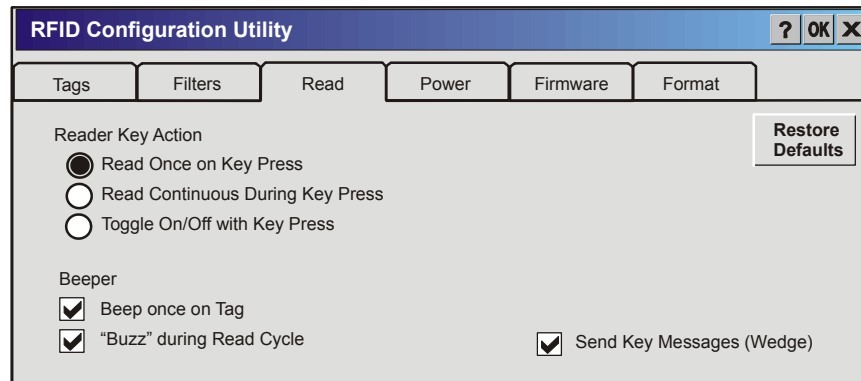 RFID Configuration Utility ? OK X
Tags Filters Read Power Firmware Format
Restore
Defaults
Reader Key Action
Read Once on Key Press
Read Continuous During Key Press
Toggle On/Off with Key Press
Beeper
Beep once on Tag
“Buzz” during Read Cycle
Send Key Messages (Wedge)